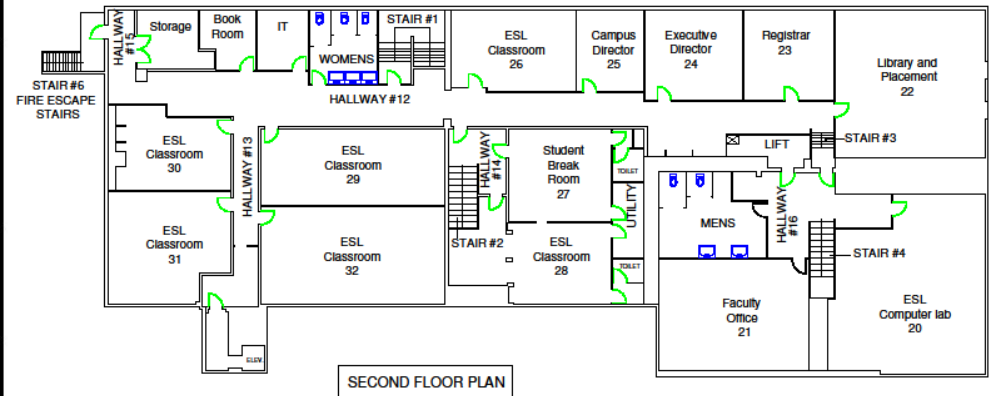 HALLWAY
#15
Storage
Book
Room
IT
WOMENS
STAIR #1
ESL
Classroom
26
Campus
Director
25
Executive
Director
24
Registrar
23
Library and
Placement
22
STAIR #6
FIRE ESCAPE
STAIRS
HALLWAY #12
ESL
Classroom
30
HALLWAY #13
ESL
Classroom
29
HALLWAY
#14
Student
Break
Room
27
TOILET
LIFT
STAIR #3
ESL
Classroom
31
ESL
Classroom
32
STAIR #2
ESL
Classroom
28
UTILITY
TOILET
MENS
HALLWAY
#16
STAIR #4
Faculty
Office
21
ESL
Computer lab
20
ELEV.
SECOND FLOOR PLAN